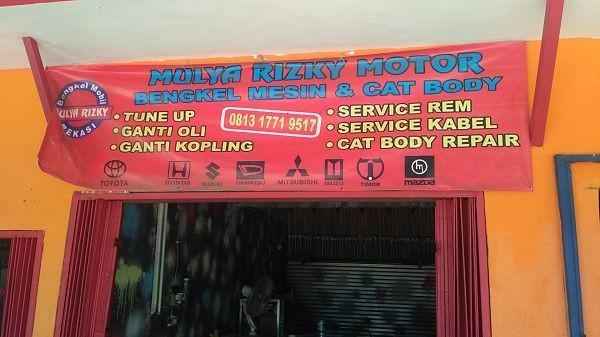 MULYA RIZKY MOTOR
BENGKEL MESIN & CAT BODY
Bengkel Mobil
MULYA RIZKY
BEKASI
• TUNE UP
• GANTI OLI
• GANTI KOPLING
0813 1771 9517
• SERVICE REM
• SERVICE KABEL
• CAT BODY REPAIR
TOYOTA
HONDA
SUZUKI
DAIHATSU
MITSUBISHI
ISUZU
TIMOR
mazda